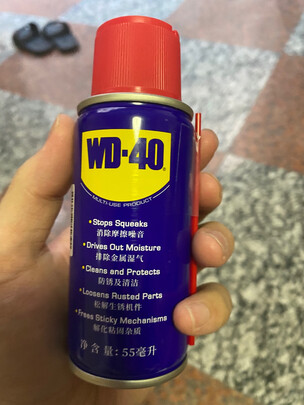 WD-40®
MULTI-USE PRODUCT
• Stops Squeaks
消除摩擦噪音
• Drives Out Moisture
排除金属湿气
• Cleans and Protects
防锈及清洁
• Loosens Rusted Parts
松解生锈机件
• Frees Sticky Mechanisms
解化粘固杂质
净含量:55毫升